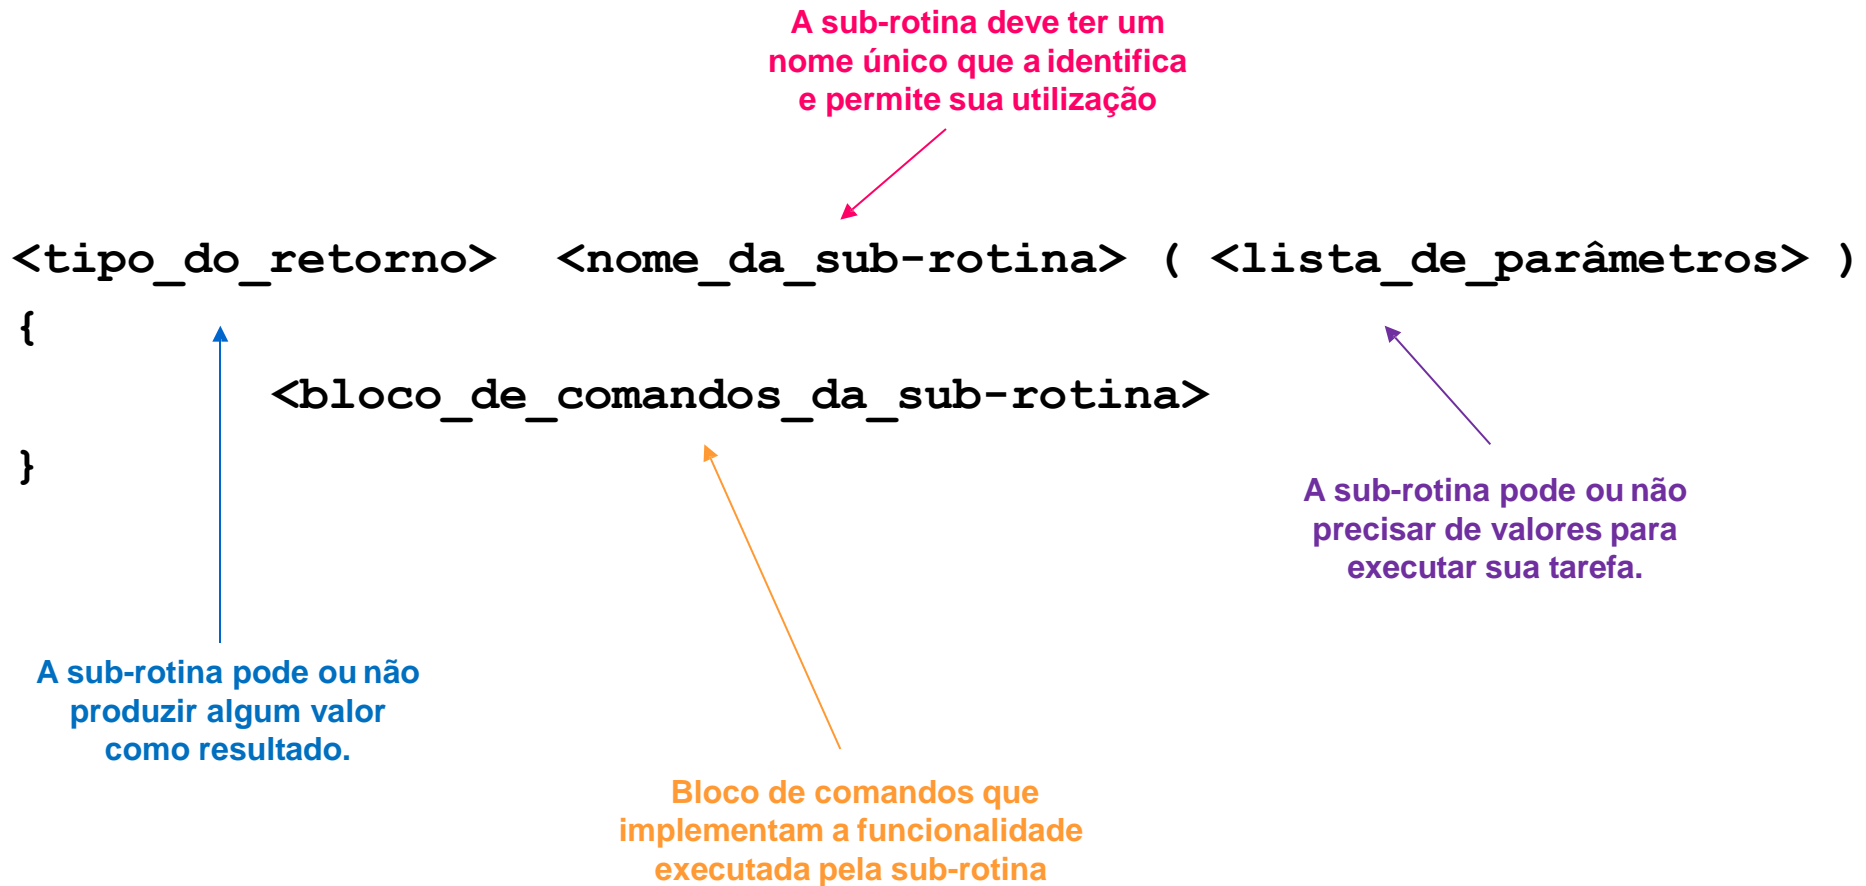 A sub-rotina deve ter um
nome único que a identifica
e permite sua utilização
<tipo_do_retorno> <nome_da_sub-rotina> ( <lista_de_parâmetros> )
{
<bloco_de_comandos_da_sub-rotina>
}
A sub-rotina pode ou não
precisar de valores para
executar sua tarefa.
A sub-rotina pode ou não
produzir algum valor
como resultado.
Bloco de comandos que
implementam a funcionalidade
executada pela sub-rotina